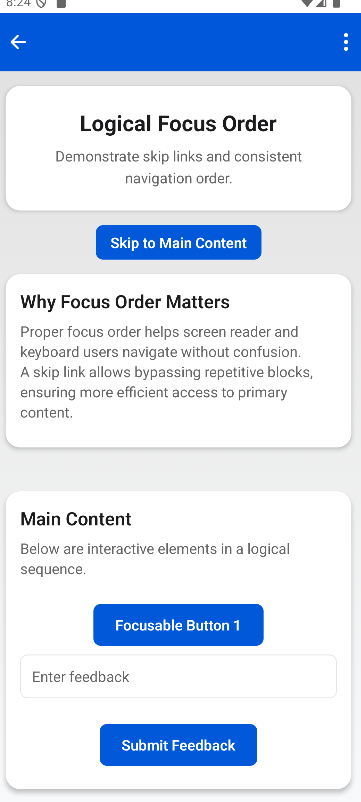 8:24
Logical Focus Order
Demonstrate skip links and consistent
navigation order.
Skip to Main Content
Why Focus Order Matters
Proper focus order helps screen reader and
keyboard users navigate without confusion.
A skip link allows bypassing repetitive blocks,
ensuring more efficient access to primary
content.
Main Content
Below are interactive elements in a logical
sequence.
Focusable Button 1
Enter feedback
Submit Feedback